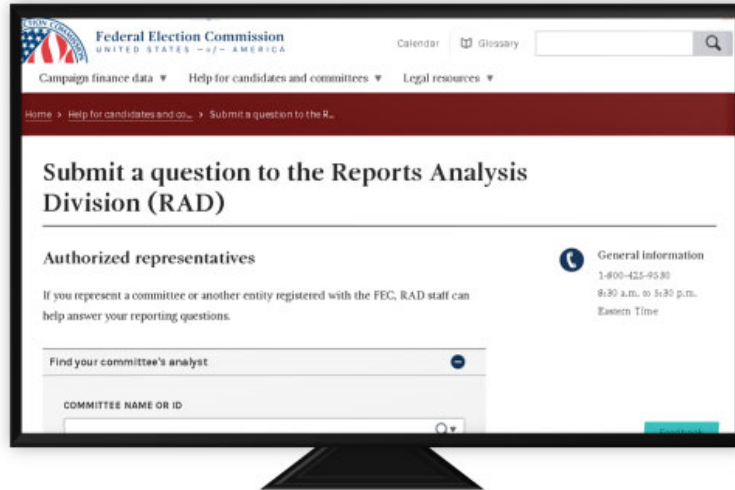 Federal Election Commission
UNITED STATES —of— AMERICA
Calendar
Glossary
Campaign finance data
Help for candidates and committees
Legal resources
Home > Help for candidates and co... > Submit a question to the R...
Submit a question to the Reports Analysis
Division (RAD)
Authorized representatives
If you represent a committee or another entity registered with the FEC, RAD staff can
help answer your reporting questions.
General information
1-800-425-9530
8:30 a.m. to 5:30 p.m.
Eastern Time
Find your committee's analyst
COMMITTEE NAME OR ID
Feedback